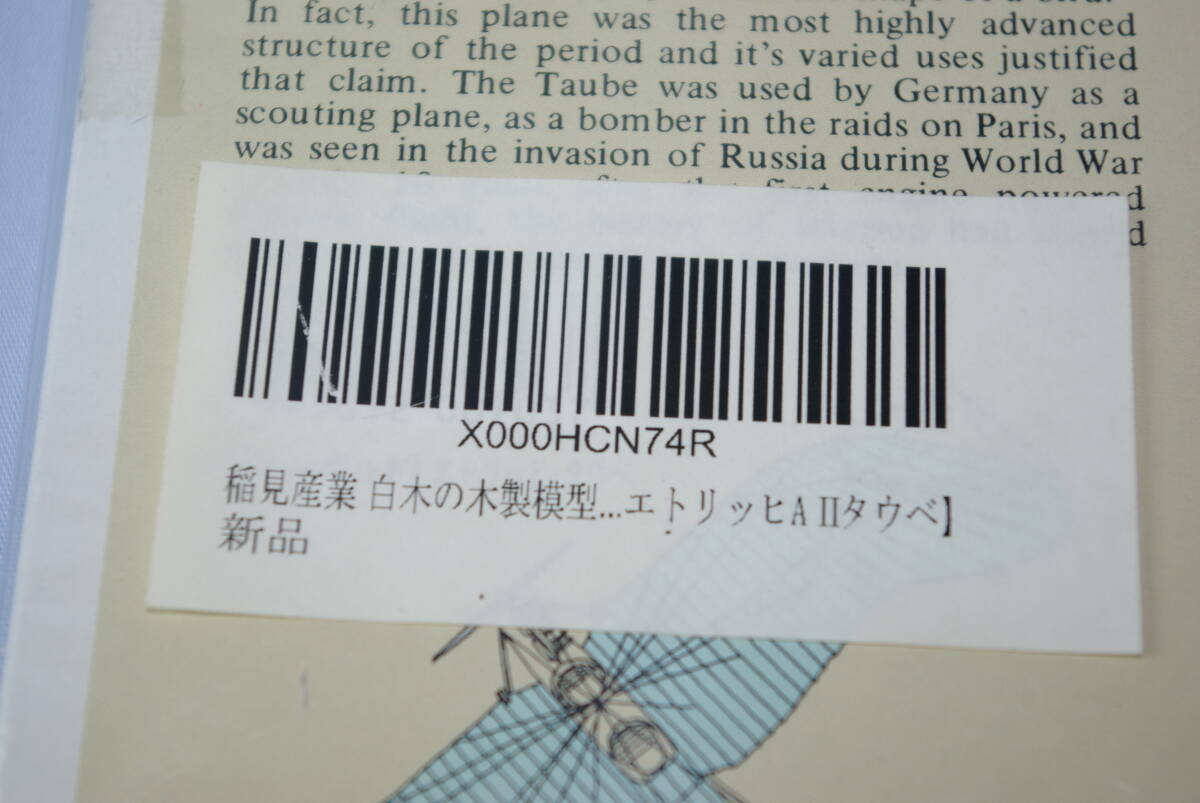 In fact, this plane was the most highly advanced
structure of the period and it's varied uses justified
that claim. The Taube was used by Germany as a
scouting plane, as a bomber in the raids on Paris, and
was seen in the invasion of Russia during World War
first engine powered
X000HCN74R
稲見産業 白木の木製模型...エトリッヒA IIタウベ】
新品